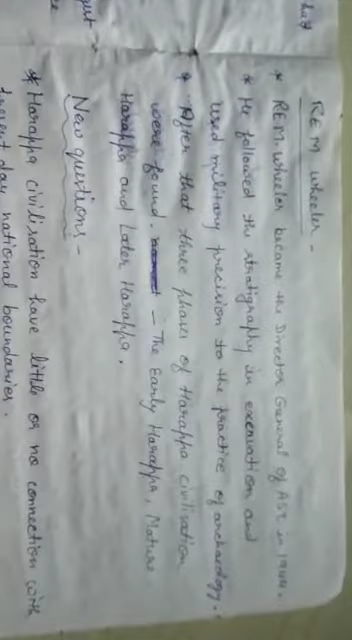 REM wheeler -
* REM. wheeler became the Director General of ASI in 1944.
* He followed the stratigraphy in excavation and
used military precision to the practice of archaeology.
* After that three phases of Harappa civilisation
were found. - The Early Harappa, Mature
Harappa and Later Harappa.
New questions -
* Harappa civilisation have little or no connection with
present day national boundaries.